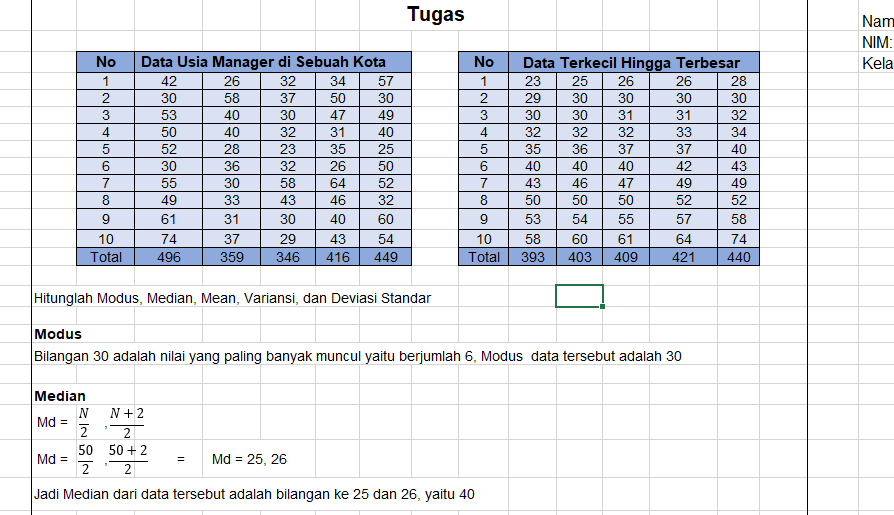 Tugas
Nam
NIM:
Kela
No Data Usia Manager di Sebuah Kota
1 42 26 32 34 57
2 30 58 37 50 30
3 53 40 30 47 49
4 50 40 32 31 40
5 52 28 23 35 25
6 30 36 32 26 50
7 55 30 58 64 52
8 49 33 43 46 32
9 61 31 30 40 60
10 74 37 29 43 54
Total 496 359 346 416 449
No Data Terkecil Hingga Terbesar
1 23 25 26 26 28
2 29 30 30 30 30
3 30 30 31 31 32
4 32 32 32 33 34
5 35 36 37 37 40
6 40 40 40 42 43
7 43 46 47 49 49
8 50 50 50 52 52
9 53 54 55 57 58
10 58 60 61 64 74
Total 393 403 409 421 440
Hitunglah Modus, Median, Mean, Variansi, dan Deviasi Standar
Modus
Bilangan 30 adalah nilai yang paling banyak muncul yaitu berjumlah 6, Modus data tersebut adalah 30
Median
Md = N/2 , N + 2/2
Md = 50/2 , 50 + 2/2 = Md = 25, 26
Jadi Median dari data tersebut adalah bilangan ke 25 dan 26, yaitu 40